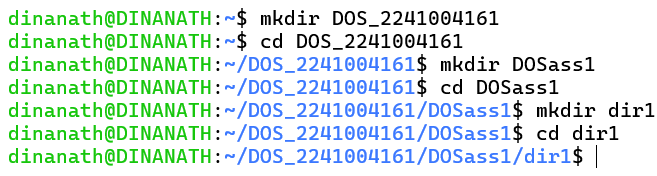 dinanath@DINANATH:~$ mkdir DOS_2241004161
dinanath@DINANATH:~$ cd DOS_2241004161
dinanath@DINANATH:~/DOS_2241004161$ mkdir DOSass1
dinanath@DINANATH:~/DOS_2241004161$ cd DOSass1
dinanath@DINANATH:~/DOS_2241004161/DOSass1$ mkdir dir1
dinanath@DINANATH:~/DOS_2241004161/DOSass1$ cd dir1
dinanath@DINANATH:~/DOS_2241004161/DOSass1/dir1$